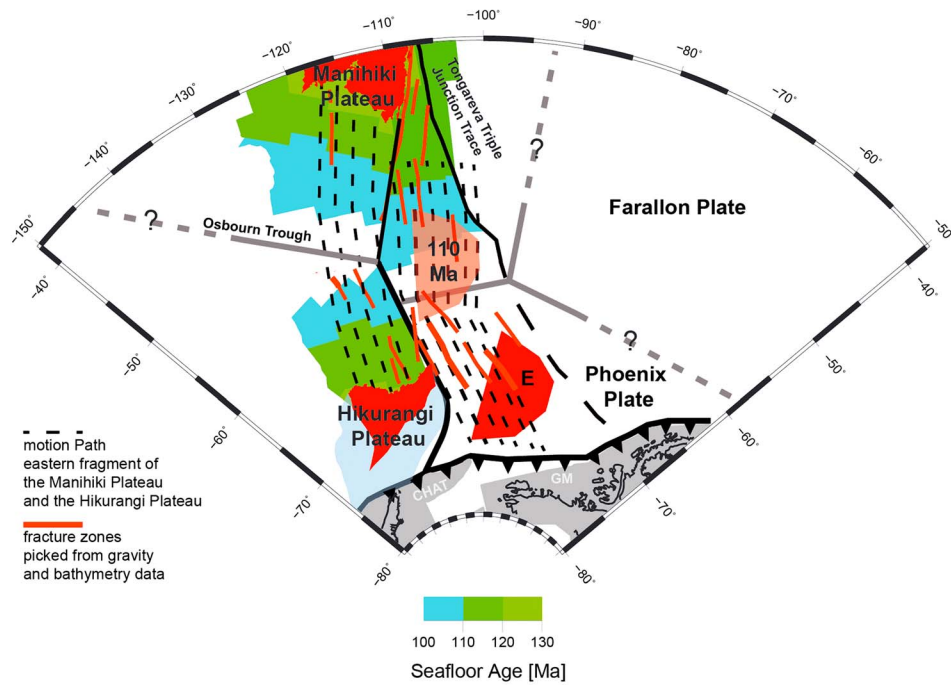 −100°
−110°
−90°
−120°
−80°
−130°
−70°
−140°
−60°
−150°
−50°
Manihiki
Plateau
Tongareva Triple
Junction Trace
?
Farallon Plate
?
Osbourn Trough
110
Ma
−40°
−40°
−50°
−50°
?
E
Phoenix
Plate
Hikurangi
Plateau
−60°
−60°
−70°
−70°
CHAT
GM
−80°
−80°
motion Path
eastern fragment of
the Manihiki Plateau
and the Hikurangi Plateau
fracture zones
picked from gravity
and bathymetry data
100 110 120 130
Seafloor Age [Ma]